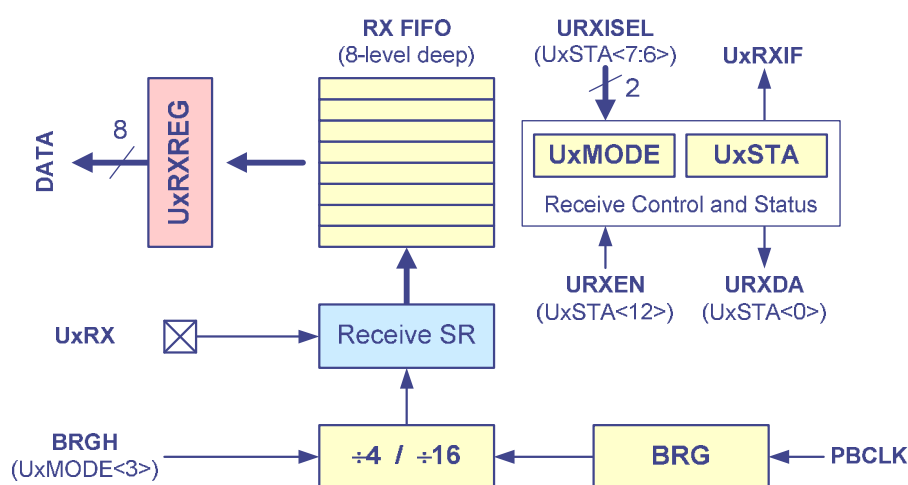 RX FIFO
(8-level deep)
URXISEL
(UxSTA<7:6>)
UxRXIF
2
8
DATA
UxRXREG
UxMODE
UxSTA
Receive Control and Status
URXEN
(UxSTA<12>)
URXDA
(UxSTA<0>)
UxRX
Receive SR
BRGH
(UxMODE<3>)
÷4 / ÷16
BRG
PBCLK